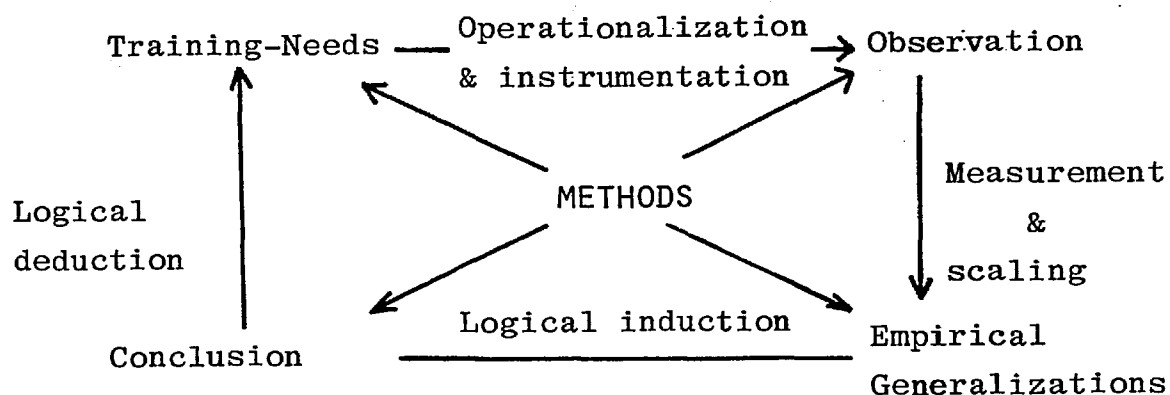 Training-Needs
Operationalization
& instrumentation
Observation
METHODS
Measurement
&
scaling
Logical
deduction
Logical induction
Conclusion
Empirical
Generalizations